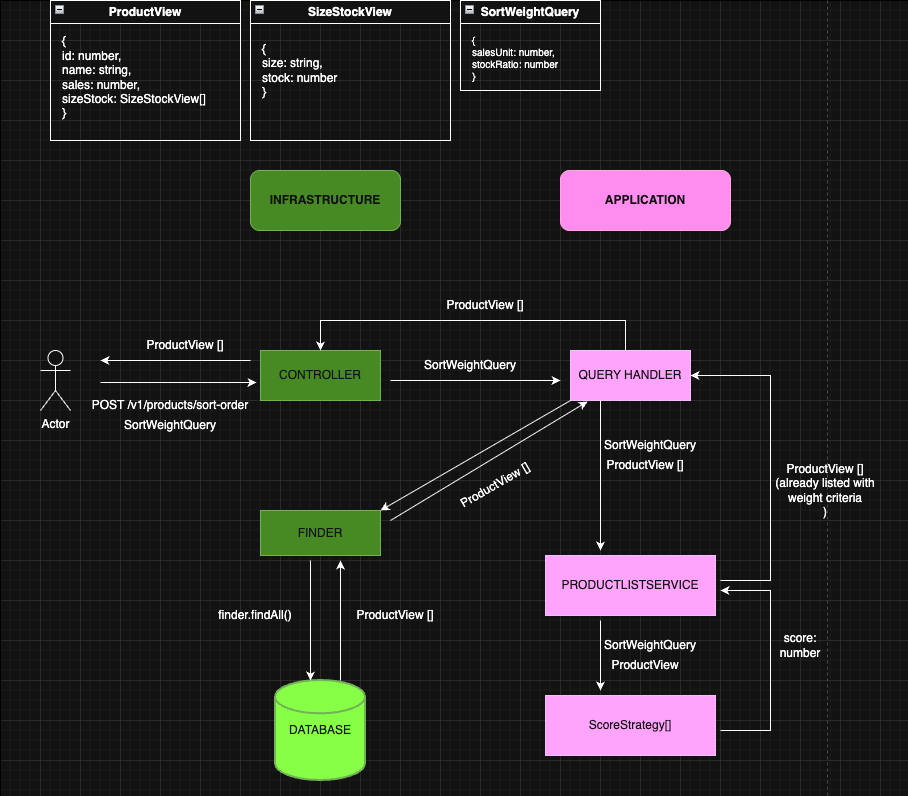 ProductView
{
id: number,
name: string,
sales: number,
sizeStock: SizeStockView[]
}
SizeStockView
{
size: string,
stock: number
}
SortWeightQuery
{
salesUnit: number,
stockRatio: number
}
INFRASTRUCTURE
APPLICATION
ProductView []
ProductView []
CONTROLLER
SortWeightQuery
QUERY HANDLER
POST /v1/products/sort-order
SortWeightQuery
Actor
SortWeightQuery
ProductView []
ProductView []
ProductView []
(already listed with
weight criteria
)
FINDER
PRODUCTLISTSERVICE
finder.findAll()
ProductView []
SortWeightQuery
ProductView
score:
number
DATABASE
ScoreStrategy[]